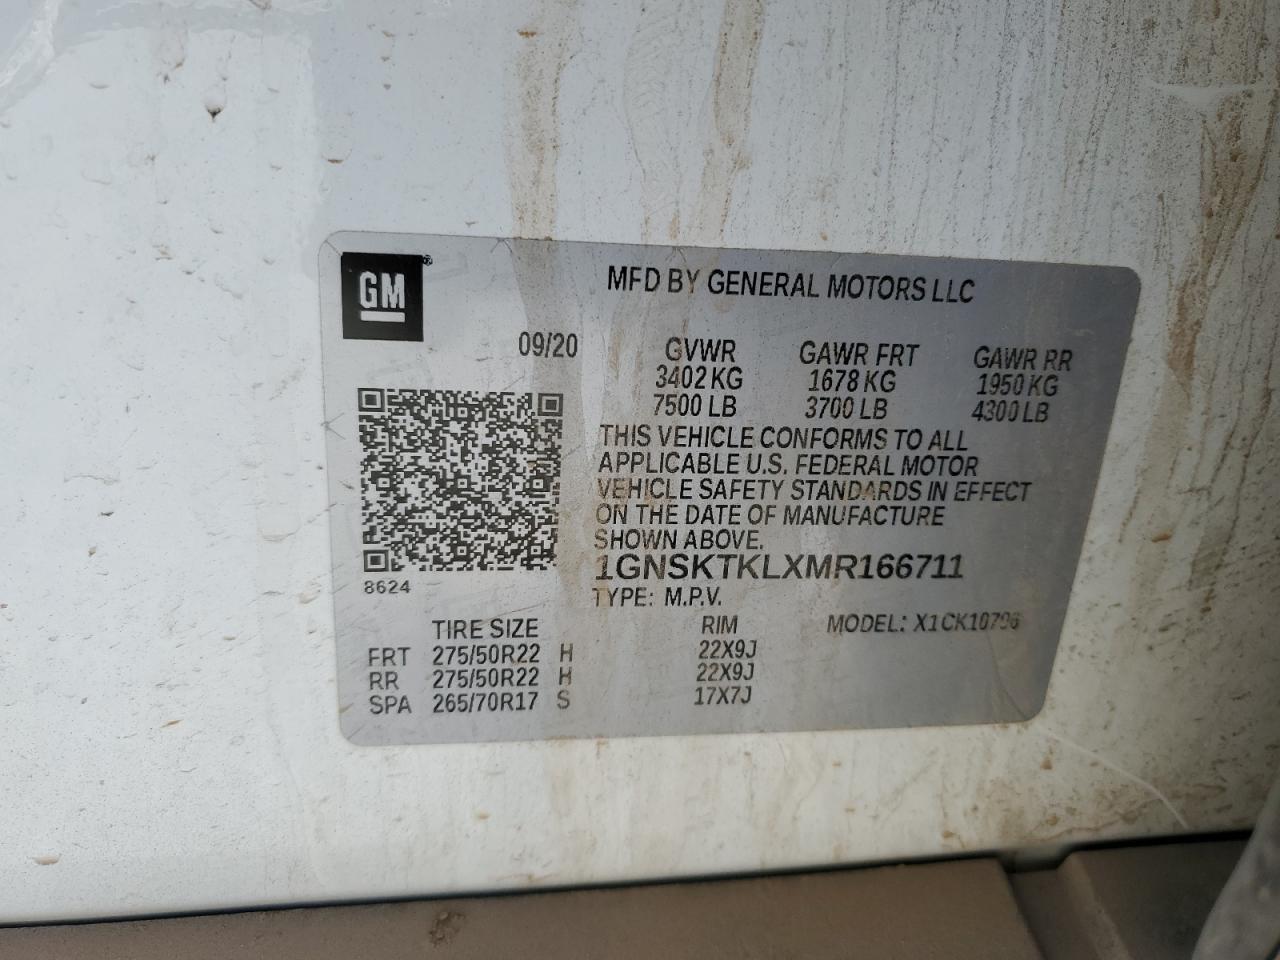 GM®
MFD BY GENERAL MOTORS LLC
09/20
GVWR GAWR FRT GAWR RR
3402 KG 1678 KG 1950 KG
7500 LB 3700 LB 4300 LB
THIS VEHICLE CONFORMS TO ALL
APPLICABLE U.S. FEDERAL MOTOR
VEHICLE SAFETY STANDARDS IN EFFECT
ON THE DATE OF MANUFACTURE
SHOWN ABOVE.
1GNSKTKLXMR166711
8624
TYPE: M.P.V.
TIRE SIZE RIM MODEL: X1CK10706
FRT 275/50R22 H 22X9J
RR 275/50R22 H 22X9J
SPA 265/70R17 S 17X7J